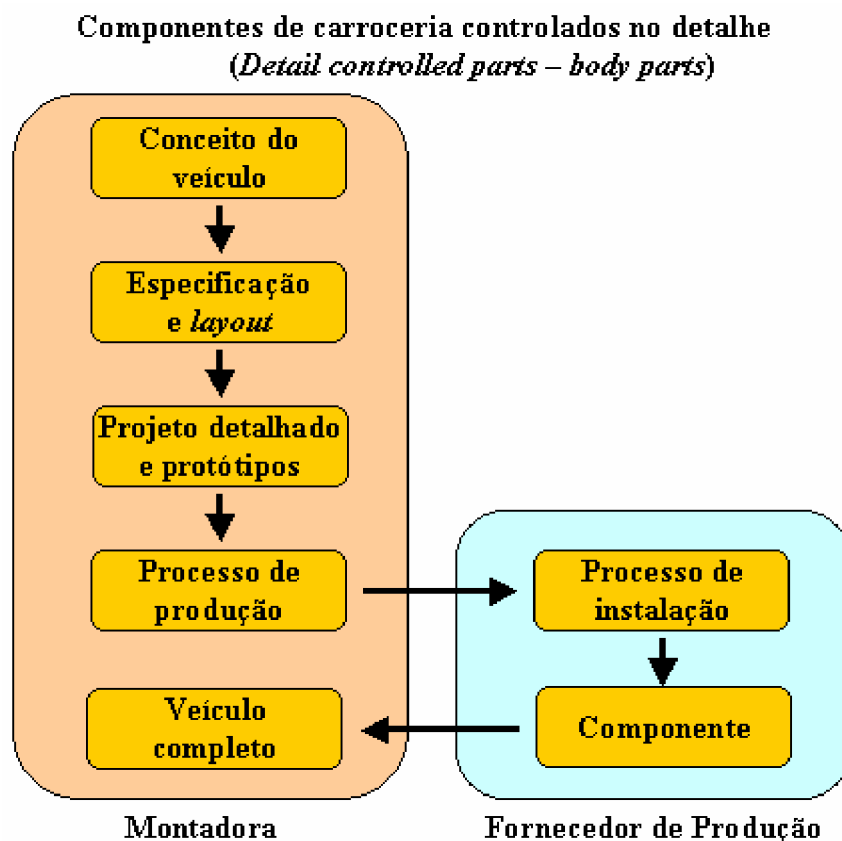 Componentes de carroceria controlados no detalhe
(Detail controlled parts – body parts)
Conceito do
veículo
Especificação
e layout
Projeto detalhado
e protótipos
Processo de
produção
Processo de
instalação
Veículo
completo
Componente
Montadora
Fornecedor de Produção